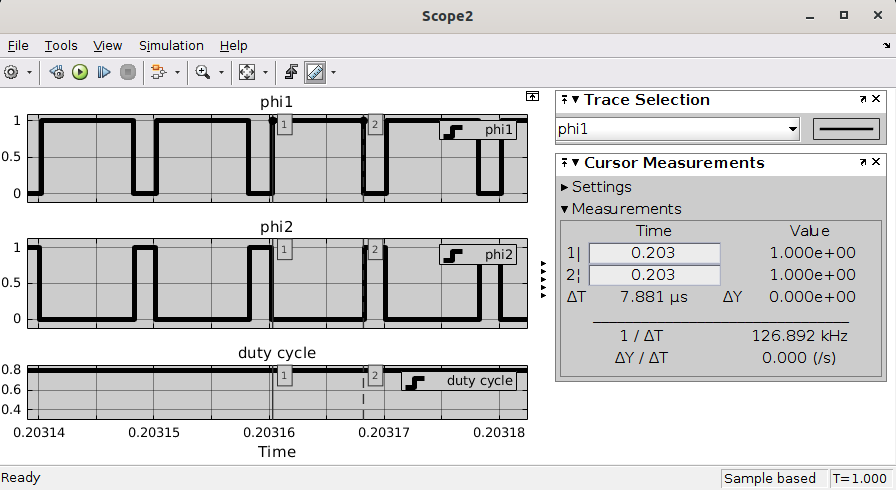 Scope2
File Tools View Simulation Help
phi1
1
0.5
0
1
2
phi1
phi2
1
0.5
0
1
2
phi2
duty cycle
0.8
0.6
0.4
1
2
duty cycle
0.20314 0.20315 0.20316 0.20317 0.20318
Time
Trace Selection
phi1
Cursor Measurements
Settings
Measurements
Time Value
1| 0.203 1.000e+00
2¦ 0.203 1.000e+00
ΔT 7.881 µs ΔY 0.000e+00
1 / ΔT 126.892 kHz
ΔY / ΔT 0.000 (/s)
Ready Sample based T=1.000